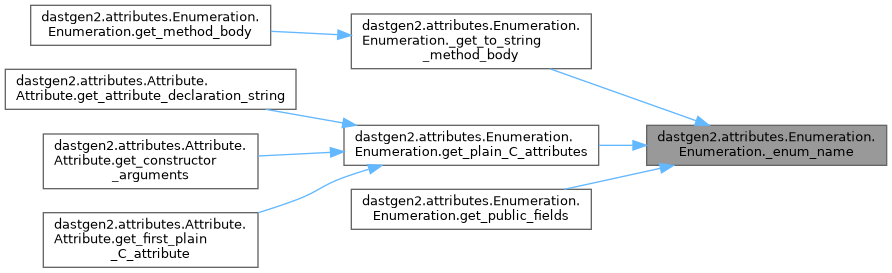 dastgen2.attributes.Enumeration.
Enumeration.get_method_body
dastgen2.attributes.Enumeration.
Enumeration._get_to_string
_method_body
dastgen2.attributes.Attribute.
Attribute.get_attribute_declaration_string
dastgen2.attributes.Attribute.
Attribute.get_constructor
_arguments
dastgen2.attributes.Attribute.
Attribute.get_first_plain
_C_attribute
dastgen2.attributes.Enumeration.
Enumeration.get_plain_C_attributes
dastgen2.attributes.Enumeration.
Enumeration.get_public_fields
dastgen2.attributes.Enumeration.
Enumeration._enum_name